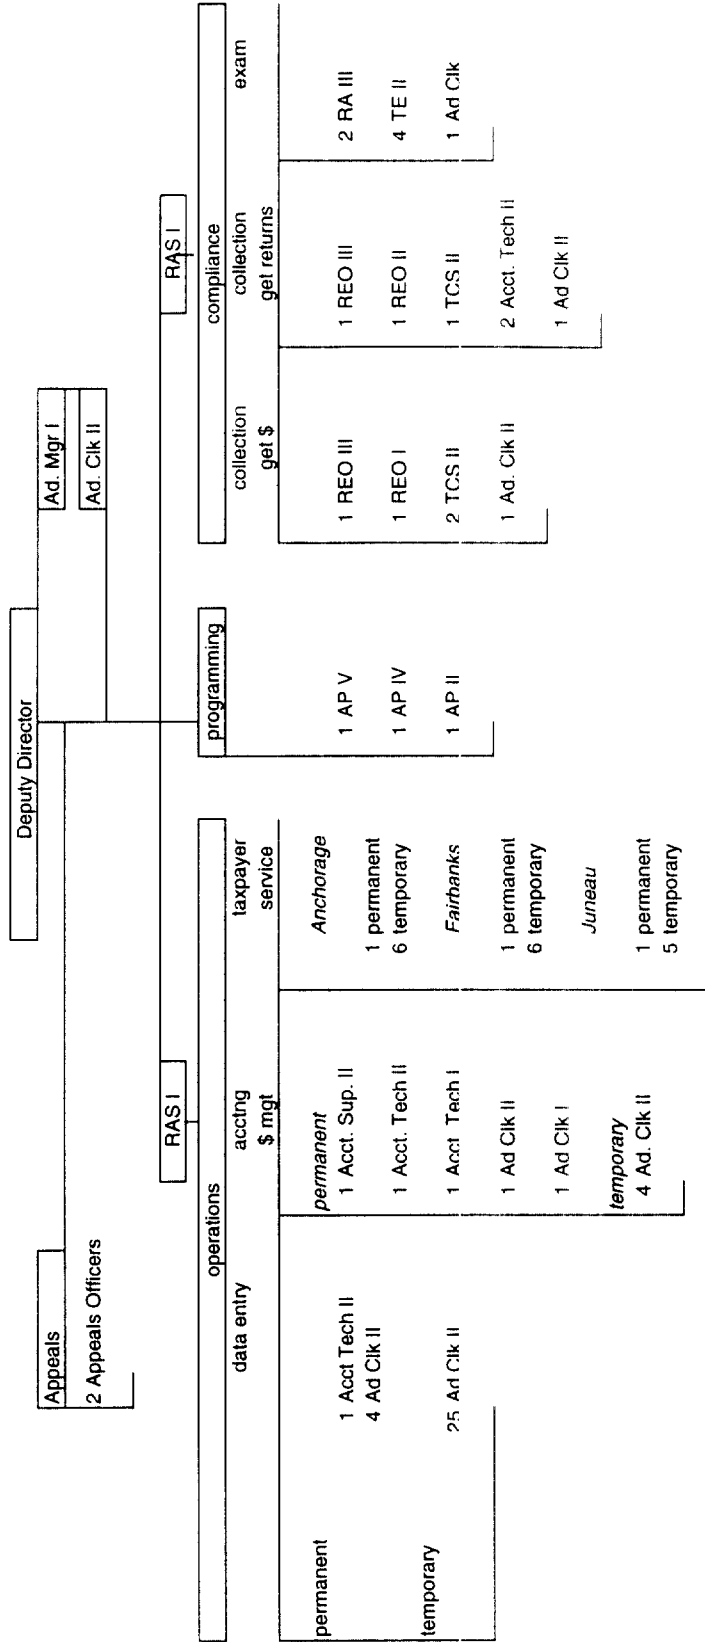 Deputy Director
Appeals
2 Appeals Officers
Ad. Mgr I
Ad. Clk II
RAS I
RAS I
operations
data entry
acctng
$ mgt
taxpayer
service
permanent
1 Acct Tech II
4 Ad Clk II
temporary
25 Ad Clk II
permanent
1 Acct. Sup. II
1 Acct. Tech II
1 Acct Tech I
1 Ad Clk II
1 Ad Clk I
temporary
4 Ad. Clk II
Anchorage
1 permanent
6 temporary
Fairbanks
1 permanent
6 temporary
Juneau
1 permanent
5 temporary
programming
1 AP V
1 AP IV
1 AP II
compliance
collection
get $
1 REO III
1 REO I
2 TCS II
1 Ad. Clk II
collection
get returns
1 REO III
1 REO II
1 TCS II
2 Acct. Tech II
1 Ad Clk II
exam
2 RA III
4 TE II
1 Ad Clk